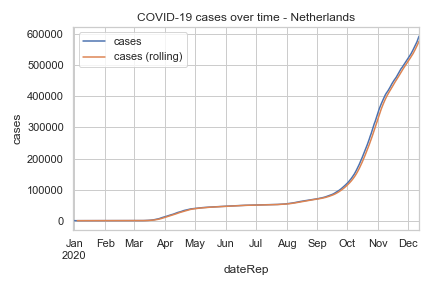 COVID-19 cases over time - Netherlands
cases
cases (rolling)
600000
500000
400000
300000
200000
100000
0
cases
Jan Feb Mar Apr May Jun Jul Aug Sep Oct Nov Dec
2020
dateRep